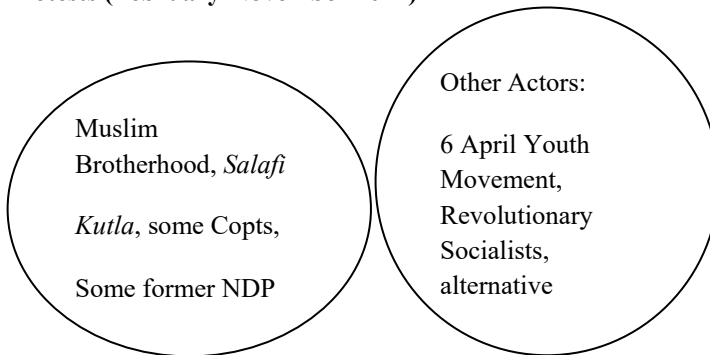 Muslim
Brotherhood, Salafi
Kutla, some Copts,
Some former NDP
Other Actors:
6 April Youth
Movement,
Revolutionary
Socialists,
alternative